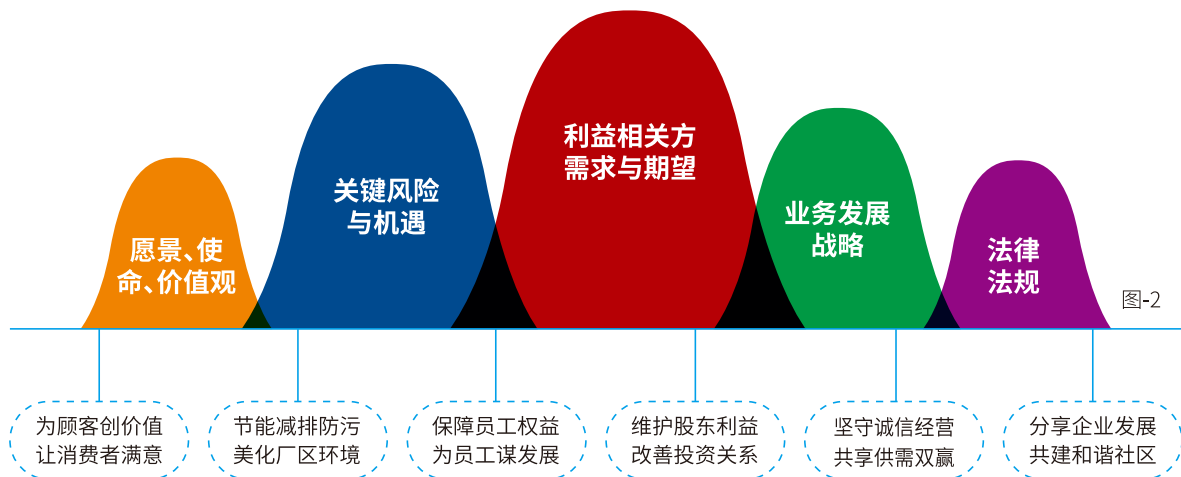 愿景、使
命、价值观
关键风险
与机遇
利益相关方
需求与期望
业务发展
战略
法律
法规
图-2
为顾客创价值
让消费者满意
节能减排防污
美化厂区环境
保障员工权益
为员工谋发展
维护股东利益
改善投资关系
坚守诚信经营
共享供需双赢
分享企业发展
共建和谐社区